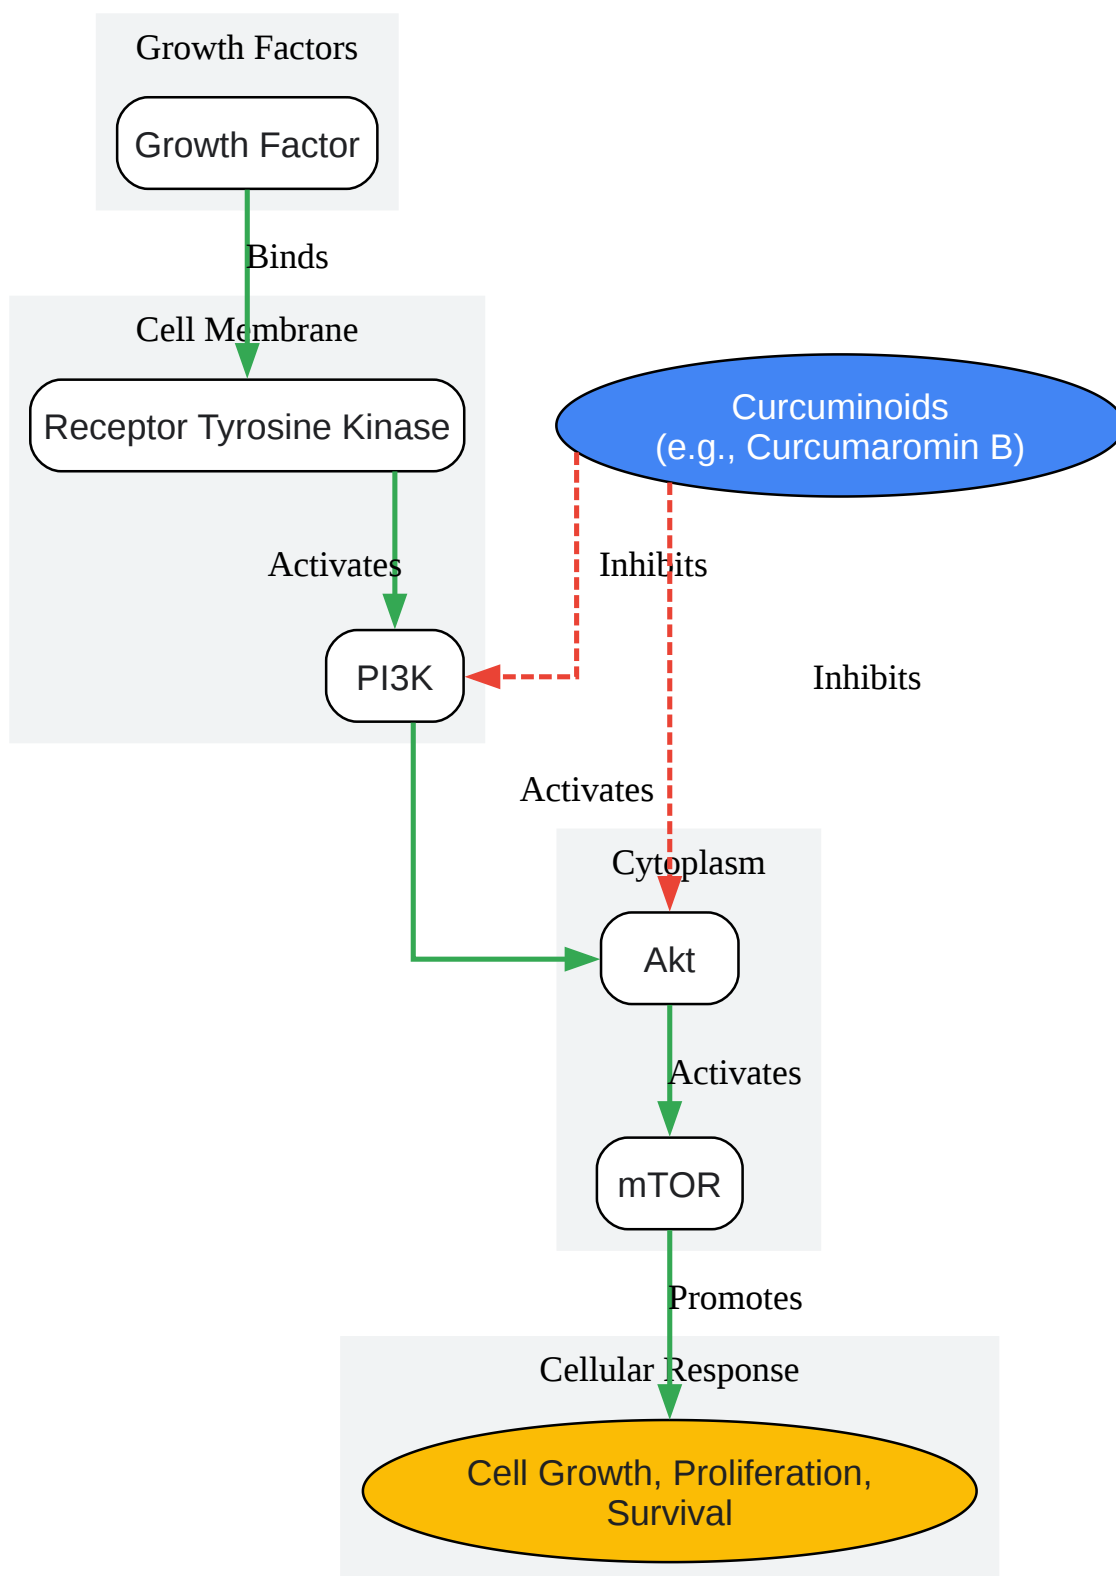 Growth Factors
Growth Factor
Binds
Cell Membrane
Receptor Tyrosine Kinase
Curcuminoids
(e.g., Curcumaromin B)
Activates
Inhibits
PI3K
Inhibits
Activates
Cytoplasm
Akt
Activates
mTOR
Promotes
Cellular Response
Cell Growth, Proliferation,
Survival